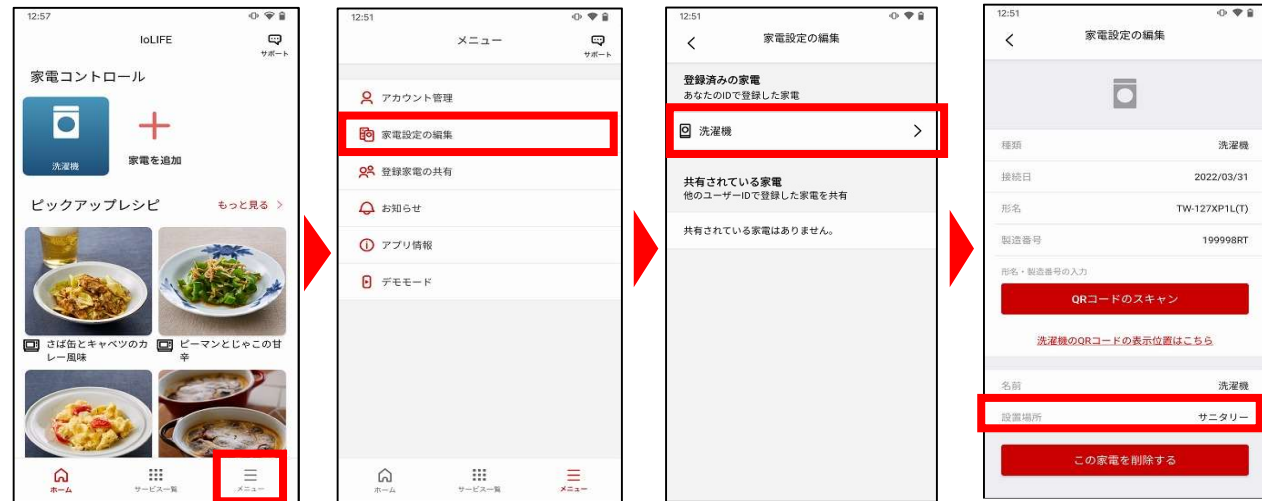 12:57
IoLIFE
サポート
家電コントロール
洗濯機
家電を追加
ピックアップレシピ
もっと見る
さば缶とキャベツのカ
レー風味
ピーマンとじゃこの甘
辛
ホーム
サービス一覧
メニュー
12:51
メニュー
サポート
アカウント管理
家電設定の編集
登録家電の共有
お知らせ
アプリ情報
デモモード
ホーム
サービス一覧
メニュー
12:51
家電設定の編集
登録済みの家電
あなたのIDで登録した家電
洗濯機
共有されている家電
他のユーザーIDで登録した家電を共有
共有されている家電はありません。
12:51
家電設定の編集
種類 洗濯機
接続日 2022/03/31
形名 TW-127XP1L(T)
製造番号 199998RT
形名・製造番号の入力
QRコードのスキャン
洗濯機のQRコードの表示位置はこちら
名前 洗濯機
設置場所 サニタリー
この家電を削除する